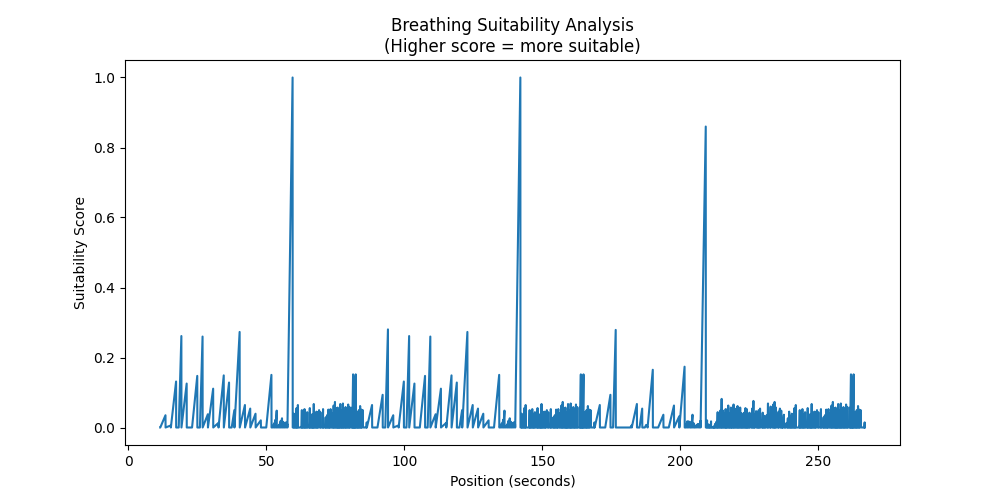 Breathing Suitability Analysis
(Higher score = more suitable)
Suitability Score
1.0
0.8
0.6
0.4
0.2
0.0
0 50 100 150 200 250
Position (seconds)